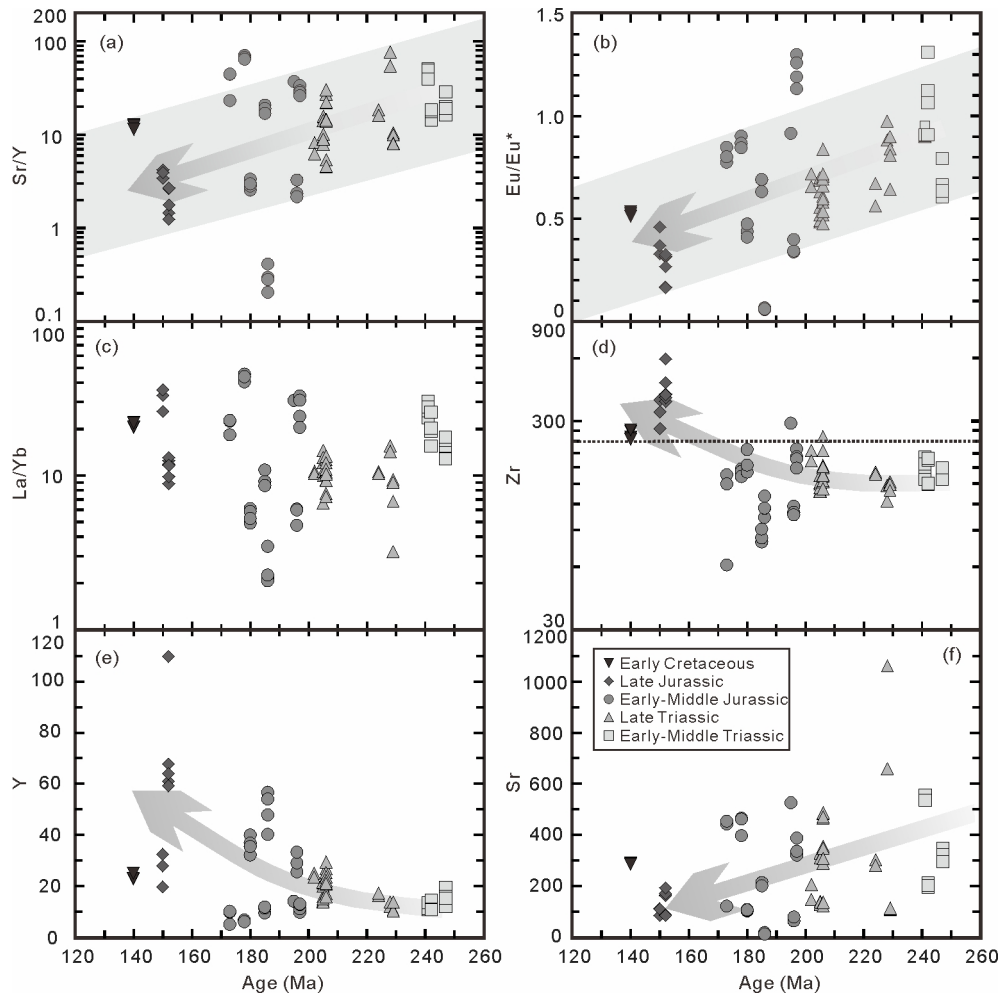 200
100
10
1
0.1
Sr/Y
(a)
1.5
1.0
0.5
0
Eu/Eu*
(b)
100
10
1
La/Yb
(c)
900
300
30
Zr
(d)
120
100
80
60
40
20
0
Y
(e)
120 140 160 180 200 220 240 260
Age (Ma)
1200
1000
800
600
400
200
0
Sr
(f)
Early Cretaceous
Late Jurassic
Early-Middle Jurassic
Late Triassic
Early-Middle Triassic
120 140 160 180 200 220 240 260
Age (Ma)